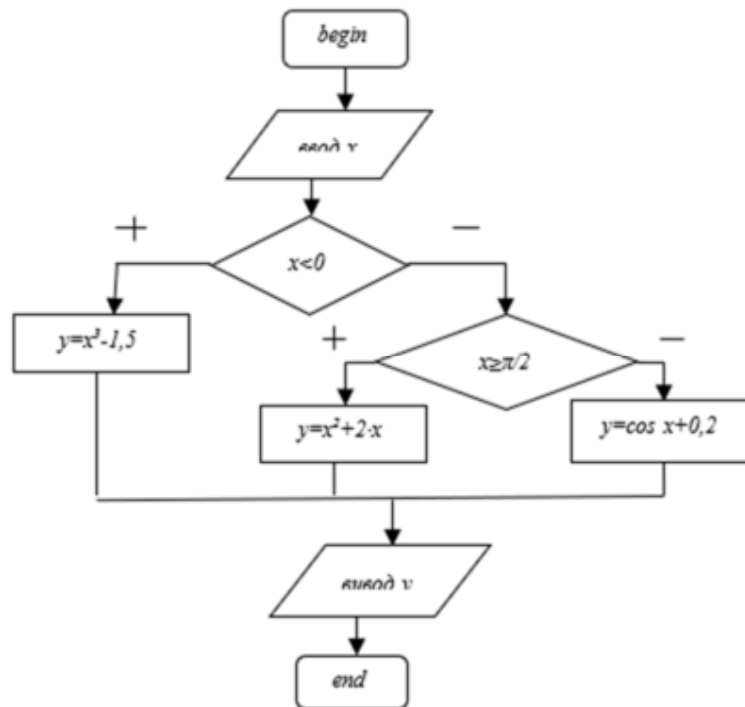 begin
ввод x
+
−
x<0
y=x³-1,5
+
−
x≥π/2
y=x²+2·x
y=cos x+0,2
вывод y
end